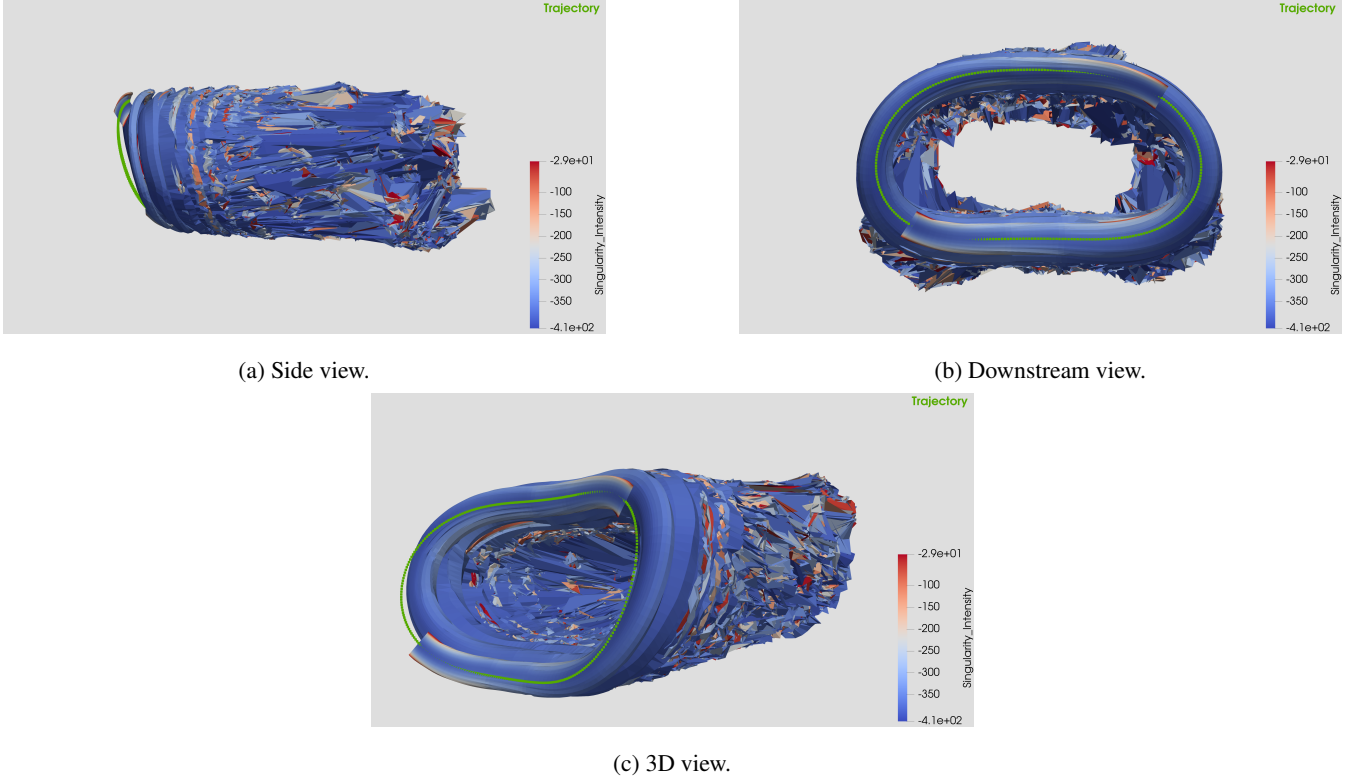 Trajectory
-2.9e+01
-100
-150
-200
-250
-300
-350
-4.1e+02
Singularity_Intensity
(a) Side view.
Trajectory
-2.9e+01
-100
-150
-200
-250
-300
-350
-4.1e+02
Singularity_Intensity
(b) Downstream view.
Trajectory
-2.9e+01
-100
-150
-200
-250
-300
-350
-4.1e+02
Singularity_Intensity
(c) 3D view.